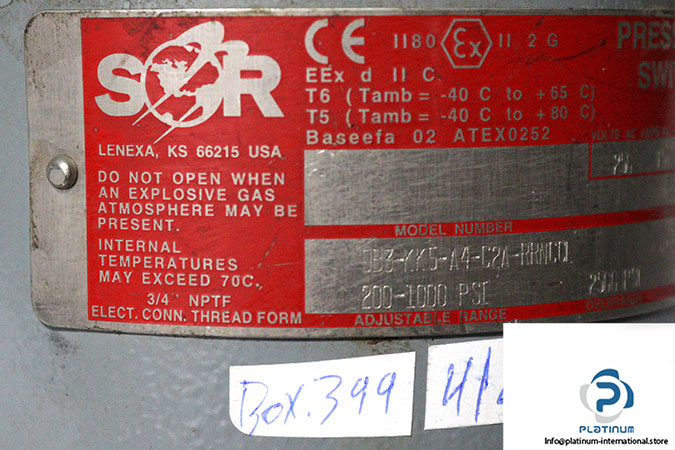 SOR
CE 1180 Ex II 2 G
EEx d II C
T6 (Tamb = -40 C to +65 C)
T5 (Tamb = -40 C to +80 C)
Baseefa 02 ATEX0252
LENEXA, KS 66215 USA
DO NOT OPEN WHEN
AN EXPLOSIVE GAS
ATMOSPHERE MAY BE
PRESENT.
INTERNAL
TEMPERATURES
MAY EXCEED 70C.
3/4 NPTF
ELECT. CONN. THREAD FORM
VOLTS AC
MODEL NUMBER
200-1000 PSI
ADJUSTABLE RANGE
Box.399
PLATINUM
Info@platinum-international.store